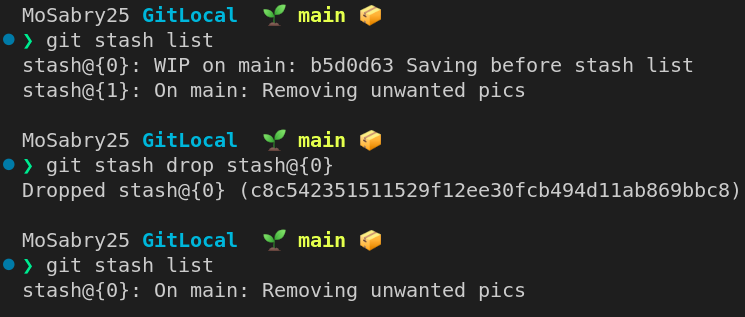 MoSabry25 GitLocal 🌱 main 📦
❯ git stash list
stash@{0}: WIP on main: b5d0d63 Saving before stash list
stash@{1}: On main: Removing unwanted pics
MoSabry25 GitLocal 🌱 main 📦
❯ git stash drop stash@{0}
Dropped stash@{0} (c8c542351511529f12ee30fcb494d11ab869bbc8)
MoSabry25 GitLocal 🌱 main 📦
❯ git stash list
stash@{0}: On main: Removing unwanted pics